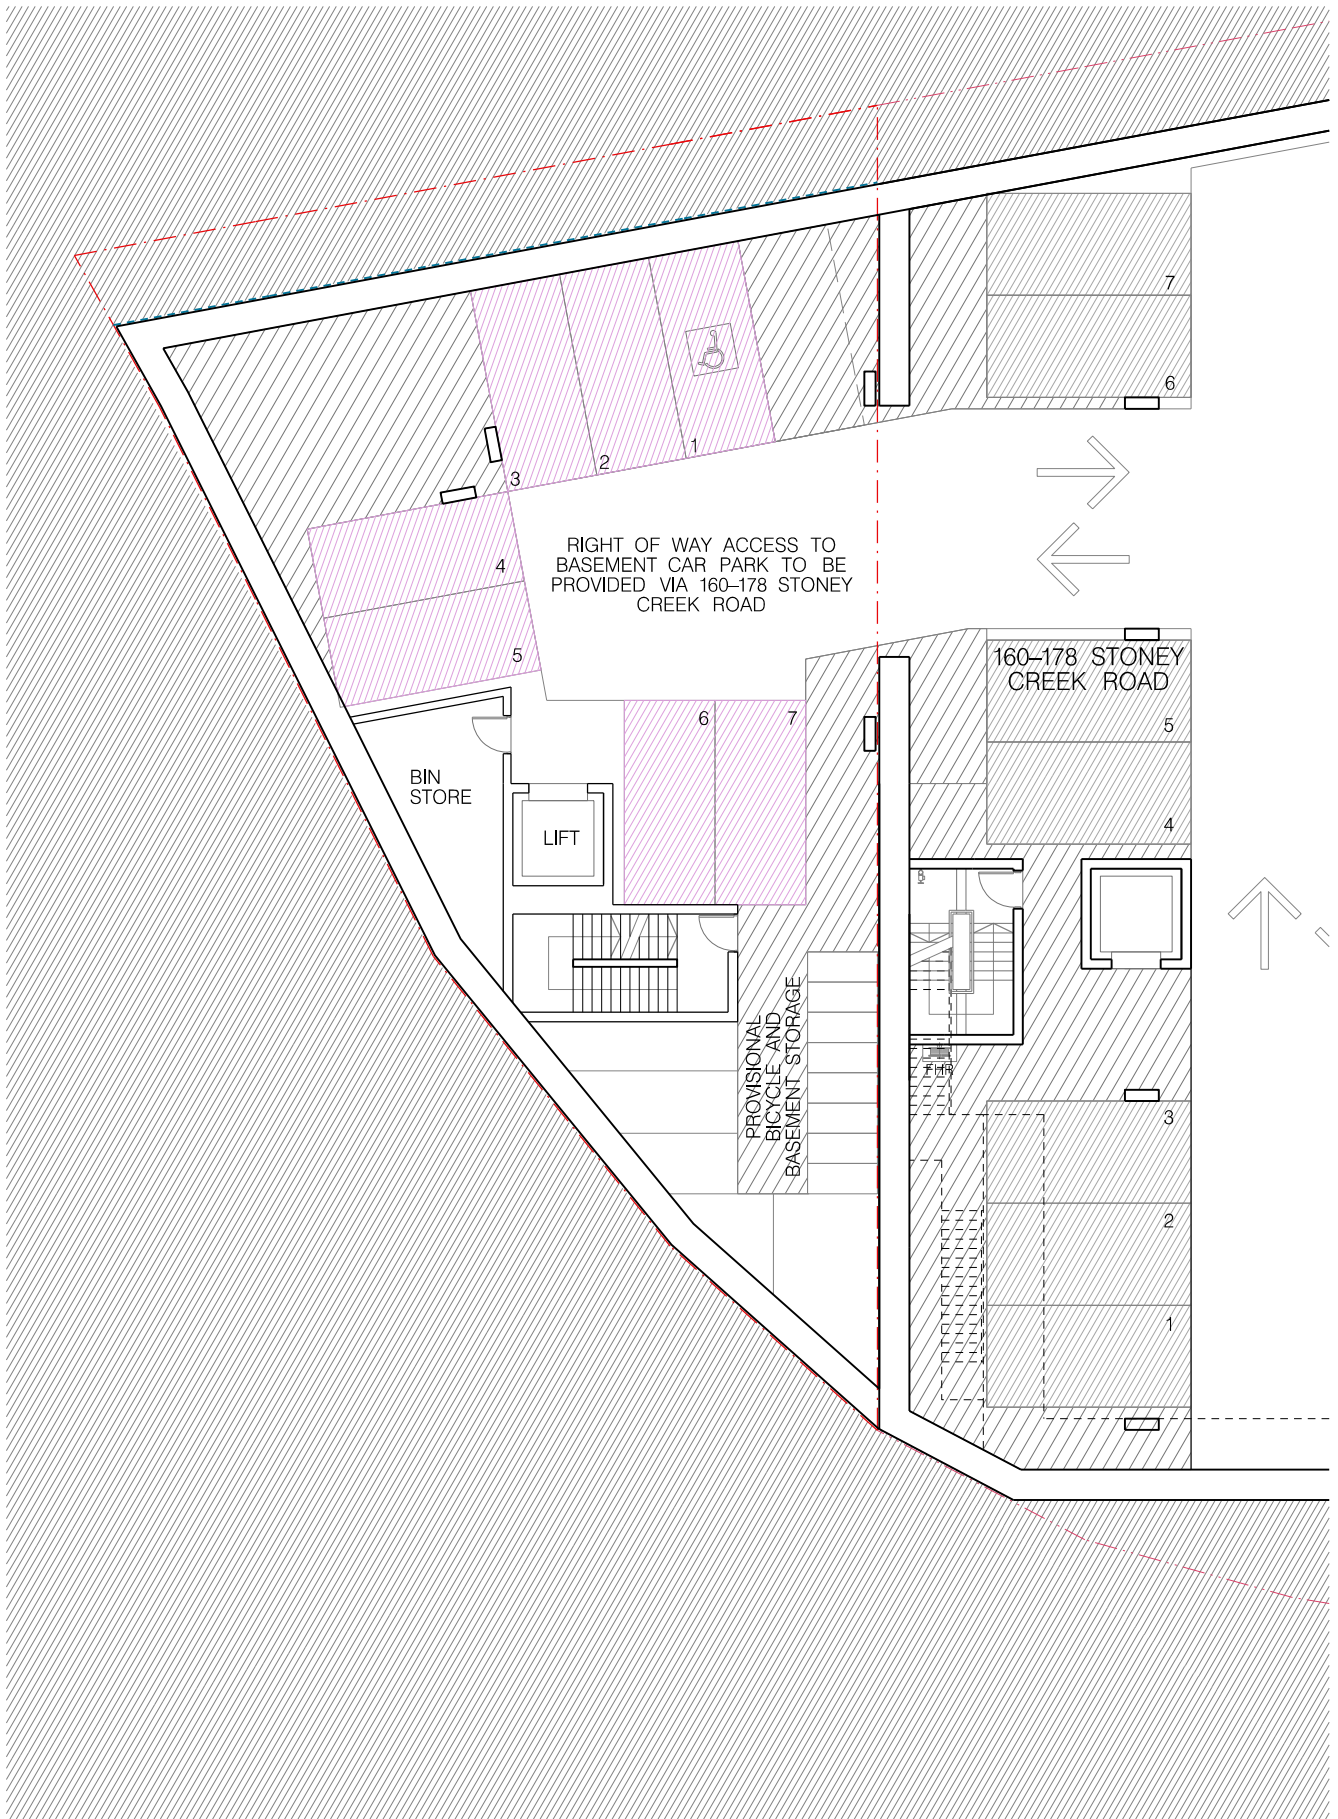 7
6
1
2
3
4
5
RIGHT OF WAY ACCESS TO
BASEMENT CAR PARK TO BE
PROVIDED VIA 160–178 STONEY
CREEK ROAD
160–178 STONEY
CREEK ROAD
5
4
6
7
BIN
STORE
LIFT
PROVISIONAL
BICYCLE AND
BASEMENT STORAGE
FHR
3
2
1